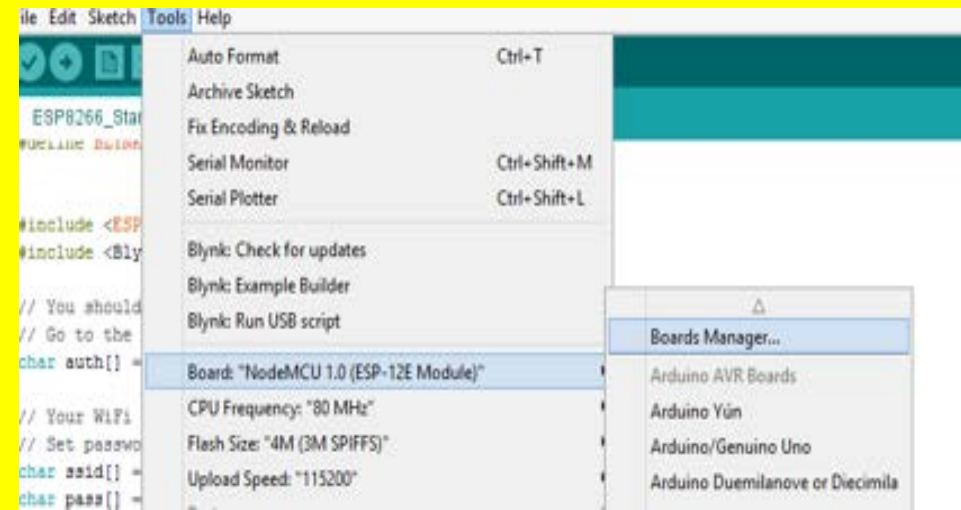 ile Edit Sketch Tools Help
Auto Format Ctrl+T
Archive Sketch
ESP8266_Star
Fix Encoding & Reload
Serial Monitor Ctrl+Shift+M
Serial Plotter Ctrl+Shift+L
#include <ESP
#include <Bly
Blynk: Check for updates
Blynk: Example Builder
// You should
Blynk: Run USB script
// Go to the
Boards Manager...
char auth[] =
Board: "NodeMCU 1.0 (ESP-12E Module)"
Arduino AVR Boards
// Your WiFi
CPU Frequency: "80 MHz"
Arduino Yún
// Set passwo
Flash Size: "4M (3M SPIFFS)"
Arduino/Genuino Uno
char ssid[] =
Upload Speed: "115200"
Arduino Duemilanove or Diecimila
char pass[] =